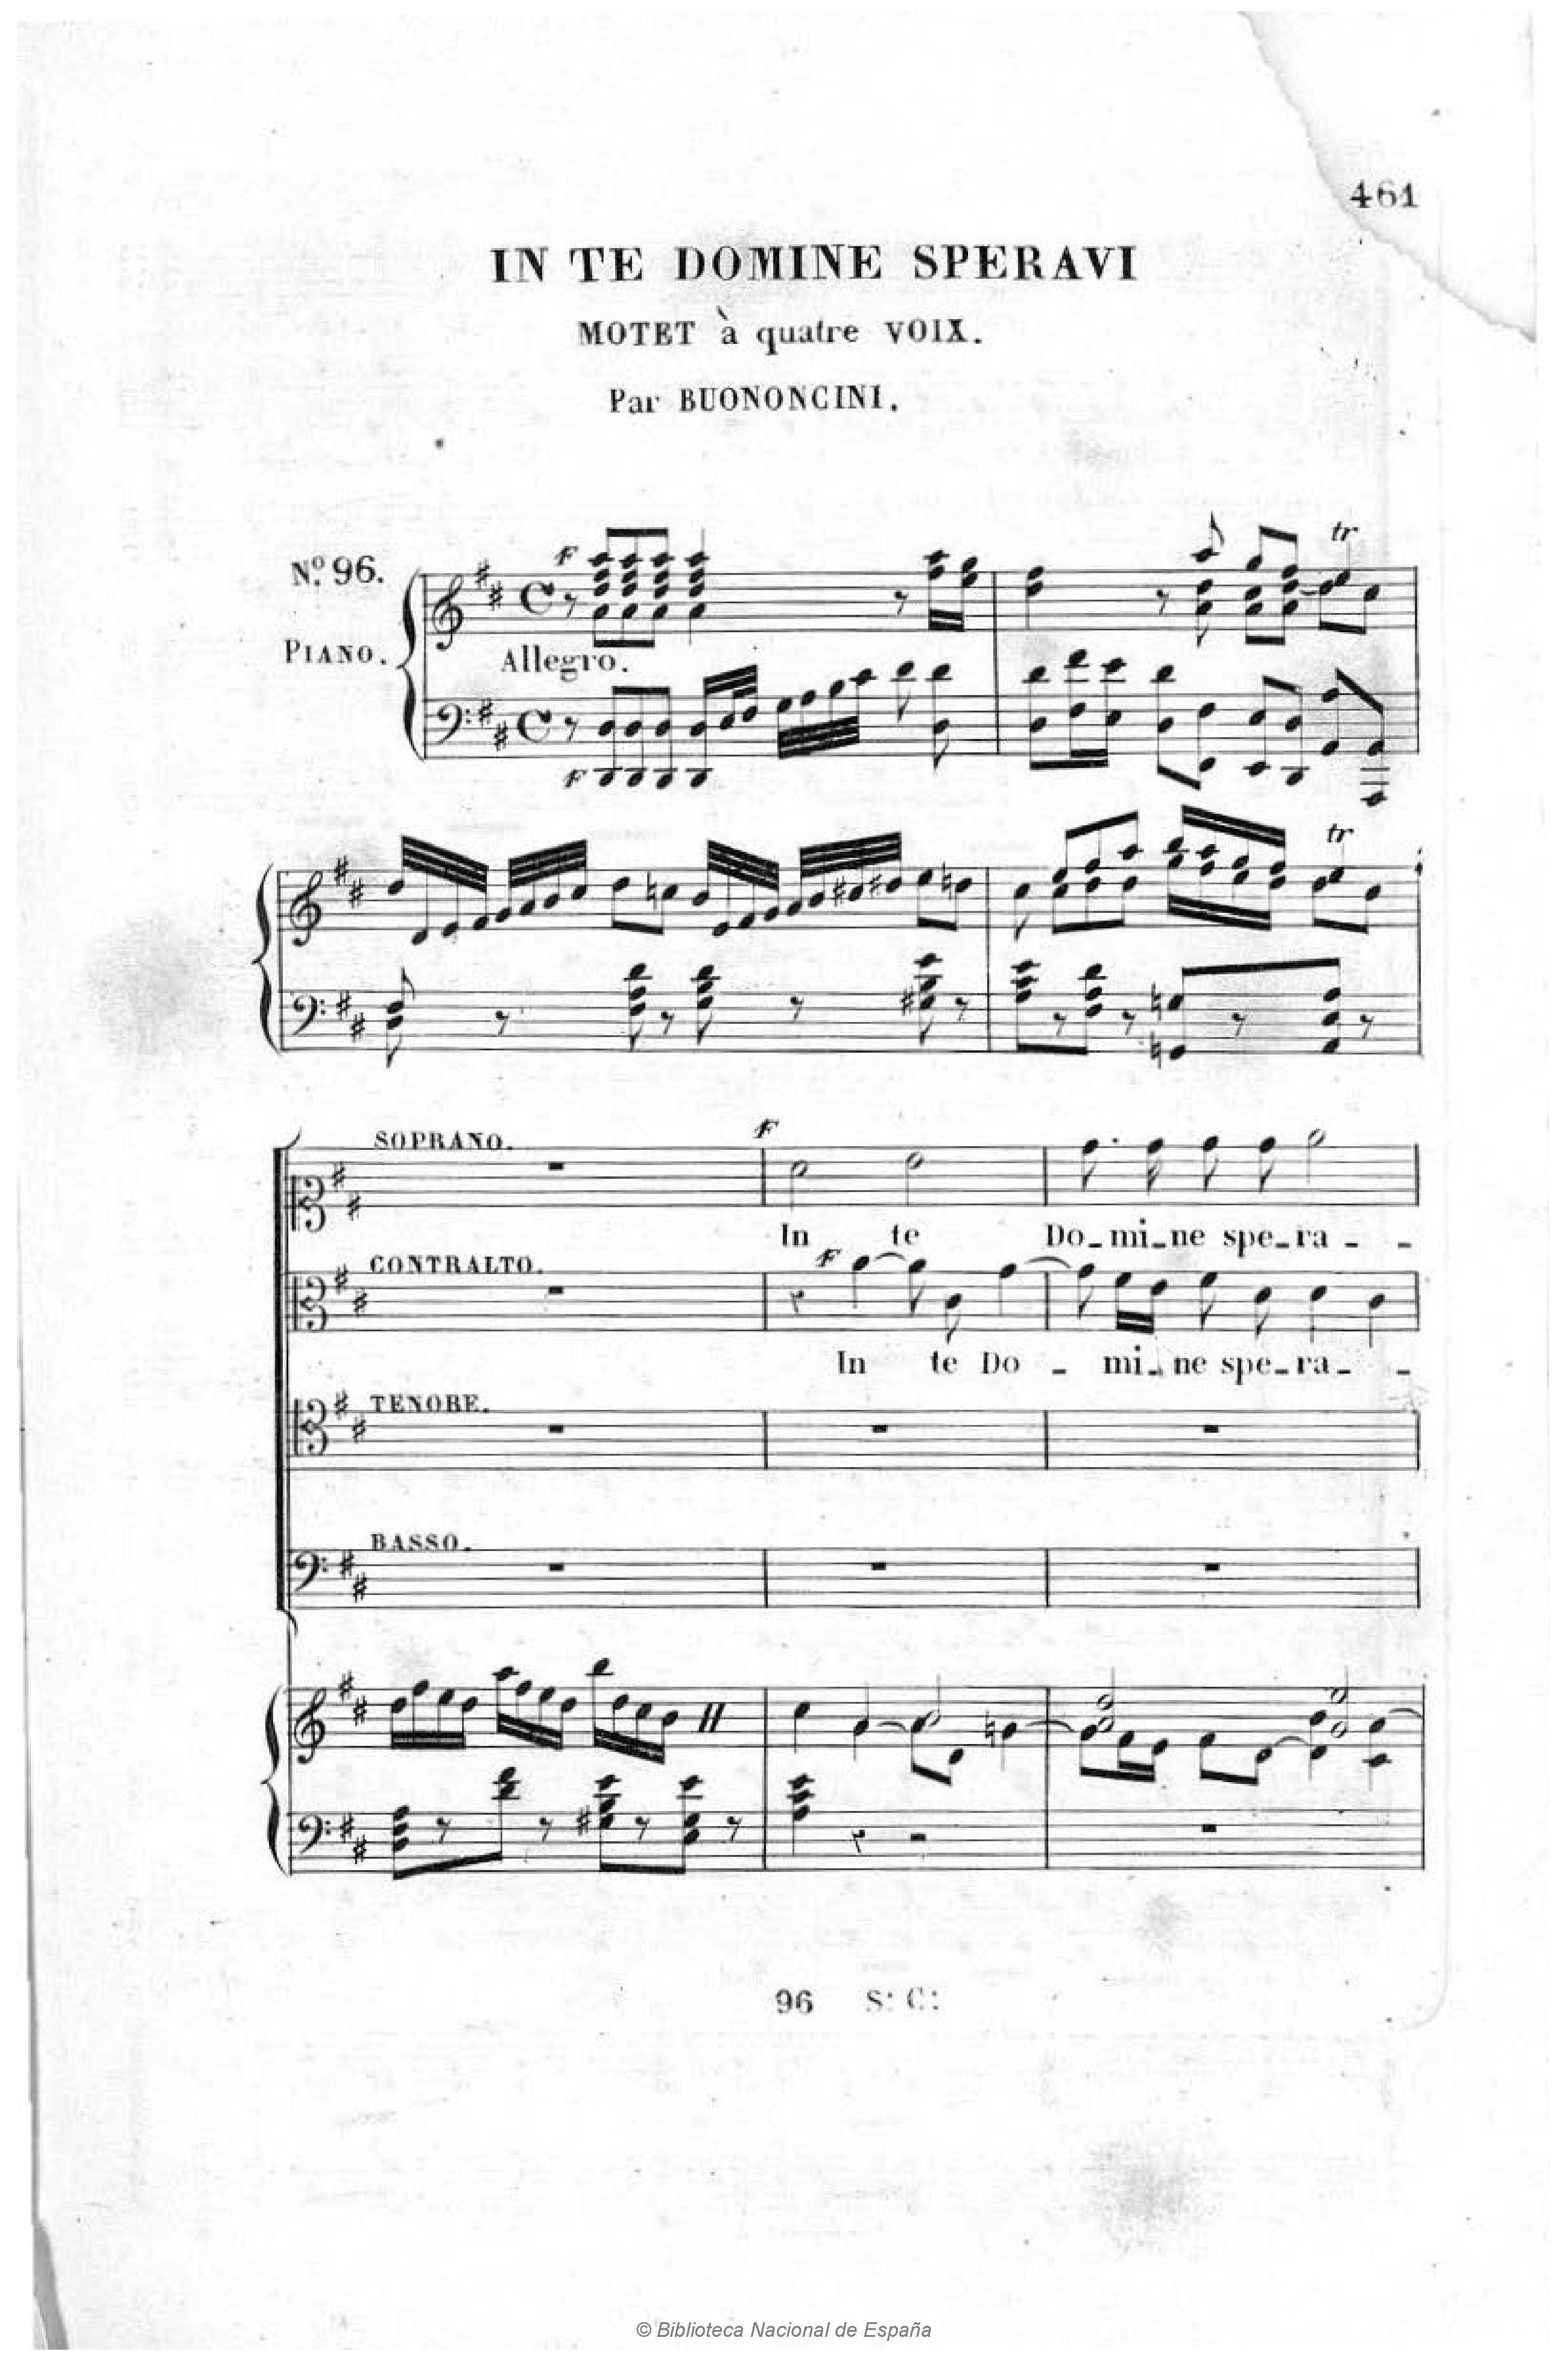 461
IN TE DOMINE SPERAVI
MOTET à quatre VOIX.
Par BUONONCINI.
Nº. 96.
PIANO.
F
tr
Allegro.
F
tr
SOPRANO.
F
In te Do_mi_ne spe_ra_ _
CONTRALTO.
F
In te Do _ mi_ne spe_ra_ _
TENORE.
BASSO.
96 S: C:
© Biblioteca Nacional de España